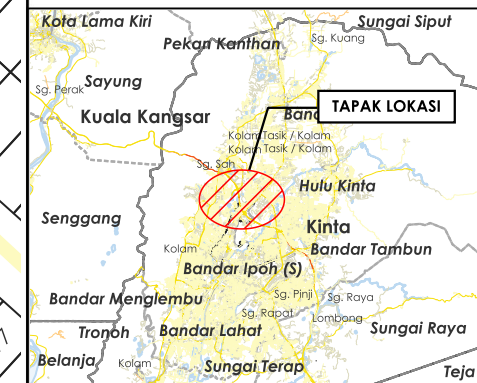 Kota Lama Kiri
Sungai Siput
Pekan Kanthan
Sg. Kuang
Sayung
Sg. Perak
TAPAK LOKASI
Kuala Kangsar
Kolam Tasik / Kolam
Kolam Tasik / Kolam
Sg. Sah
Hulu Kinta
Senggang
Kinta
Kolam
Bandar Tambun
Bandar Ipoh (S)
Sg. Pinji
Sg. Raya
Bandar Menglembu
Sg. Rapat
Lombong
Tronoh
Bandar Lahat
Sungai Raya
Belanja
Kolam
Sungai Terap
Teja